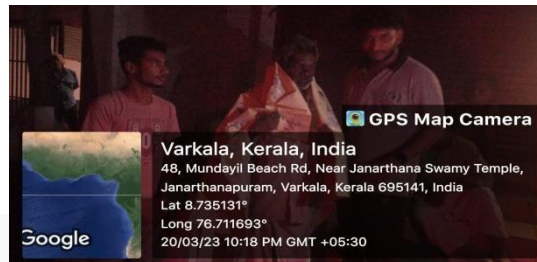 GPS Map Camera
Varkala, Kerala, India
48, Mundayil Beach Rd, Near Janarthana Swamy Temple,
Janarthanapuram, Varkala, Kerala 695141, India
Lat 8.735131°
Long 76.711693°
20/03/23 10:18 PM GMT +05:30
Google